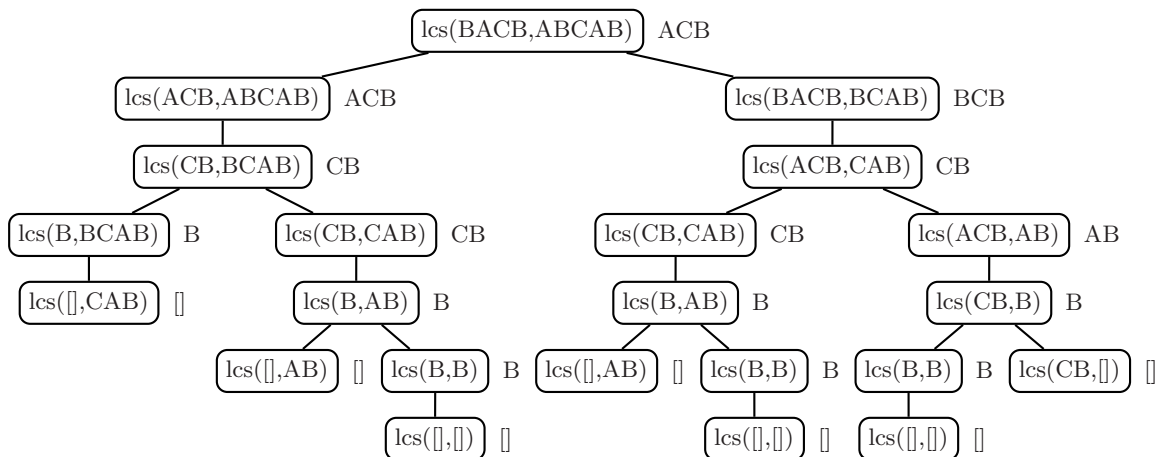 lcs(BACB,ABCAB) ACB
lcs(ACB,ABCAB) ACB lcs(BACB,BCAB) BCB
lcs(CB,BCAB) CB lcs(ACB,CAB) CB
lcs(B,BCAB) B lcs(CB,CAB) CB lcs(CB,CAB) CB lcs(ACB,AB) AB
lcs([],CAB) [] lcs(B,AB) B lcs(B,AB) B lcs(CB,B) B
lcs([],AB) [] lcs(B,B) B lcs([],AB) [] lcs(B,B) B lcs(B,B) B lcs(CB,[]) []
lcs([],[]) [] lcs([],[]) [] lcs([],[]) []